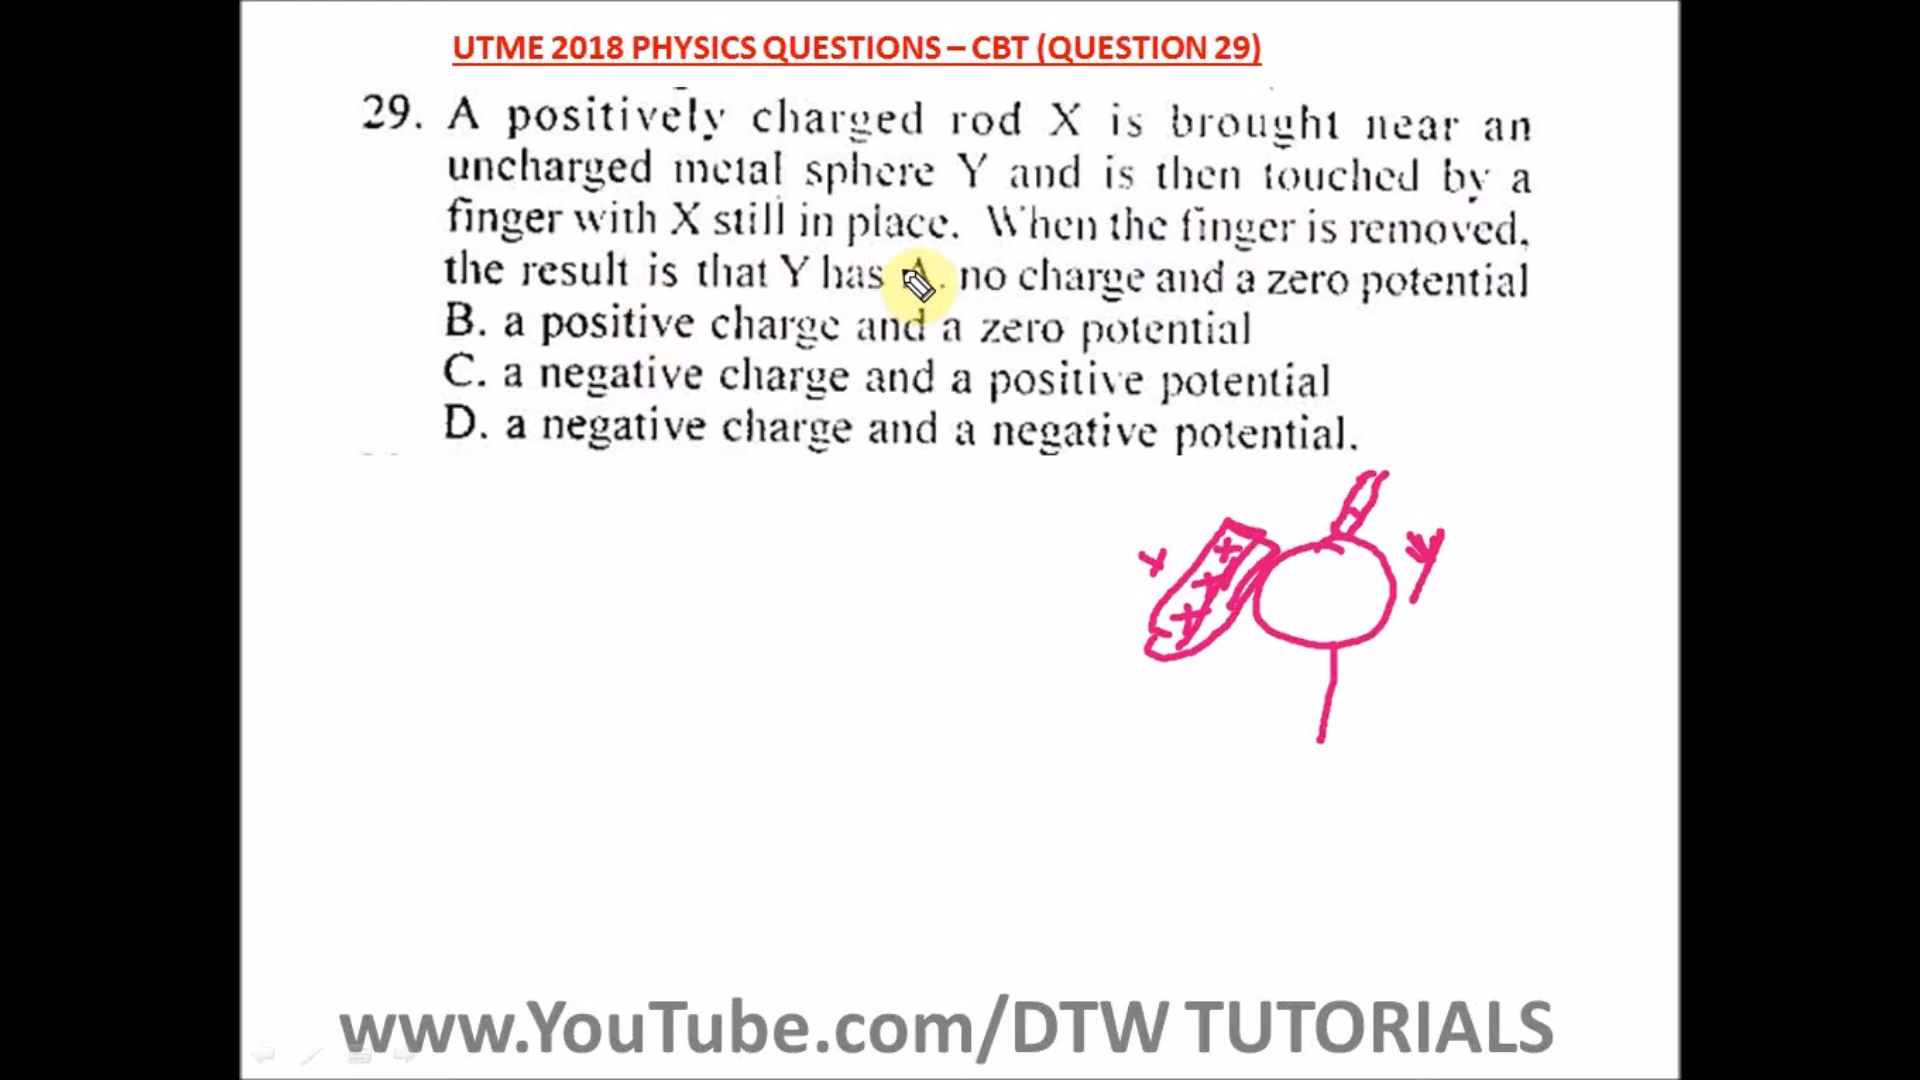 UTME 2018 PHYSICS QUESTIONS – CBT (QUESTION 29)
29. A positively charged rod X is brought near an
uncharged metal sphere Y and is then touched by a
finger with X still in place. When the finger is removed,
the result is that Y has A. no charge and a zero potential
B. a positive charge and a zero potential
C. a negative charge and a positive potential
D. a negative charge and a negative potential.
www.YouTube.com/DTW TUTORIALS